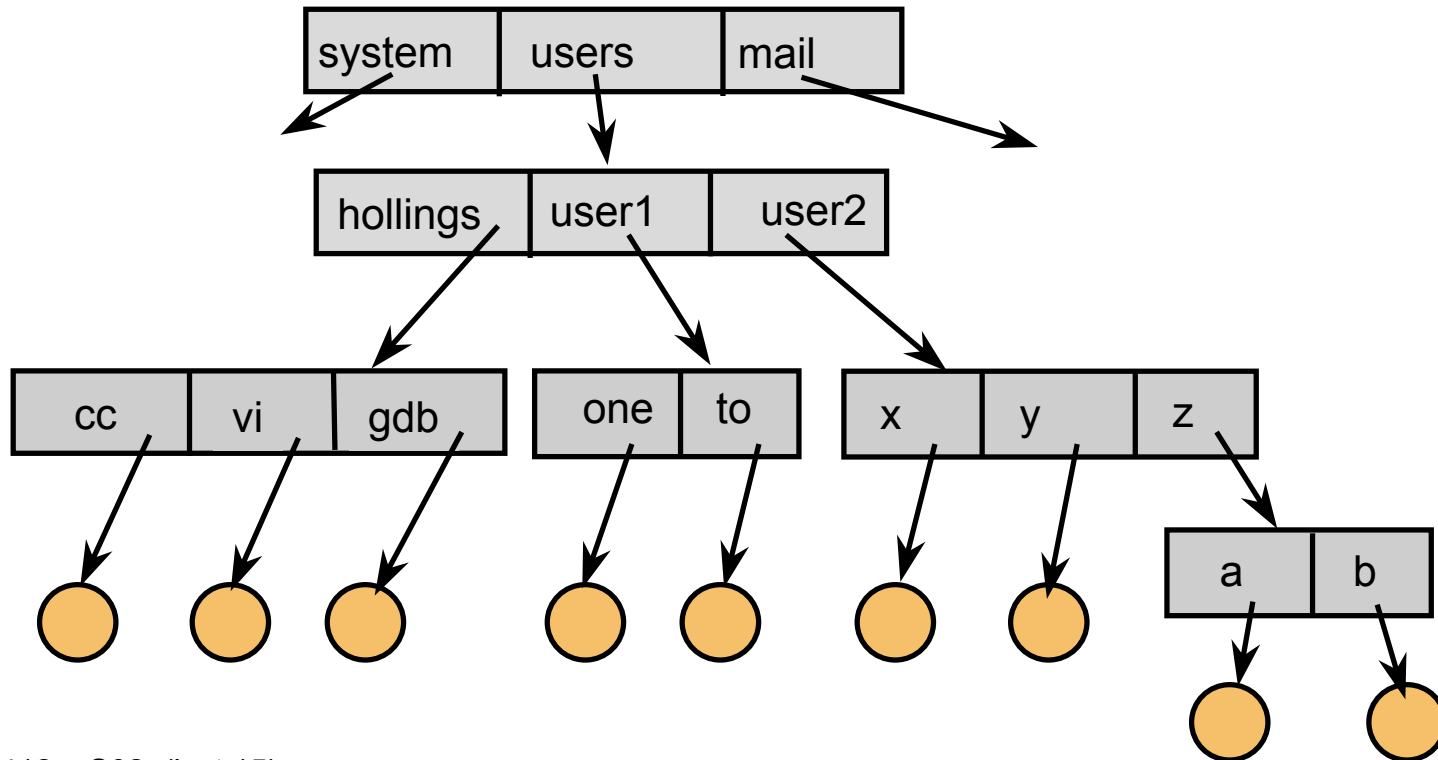 system users mail
hollings user1 user2
cc vi gdb one to x y z
a b